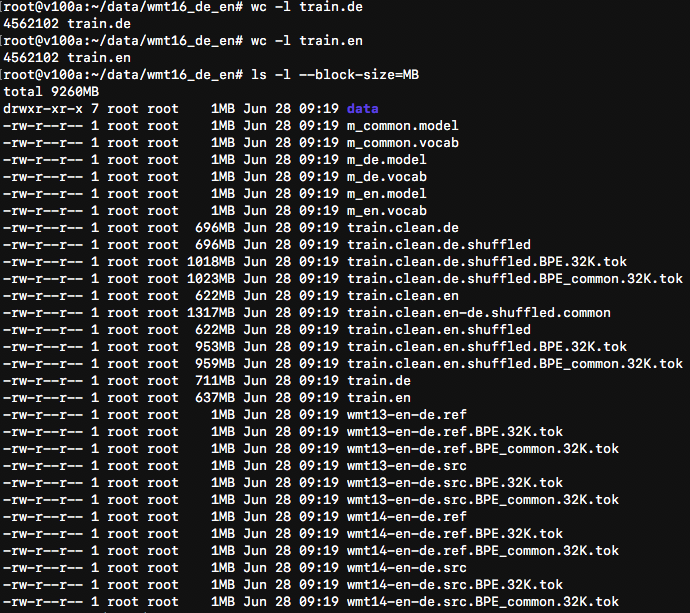 [root@v100a:~/data/wmt16_de_en# wc -l train.de
4562102 train.de
[root@v100a:~/data/wmt16_de_en# wc -l train.en
4562102 train.en
[root@v100a:~/data/wmt16_de_en# ls -l --block-size=MB
total 9260MB
drwxr-xr-x 7 root root    1MB Jun 28 09:19 data
-rw-r--r-- 1 root root    1MB Jun 28 09:19 m_common.model
-rw-r--r-- 1 root root    1MB Jun 28 09:19 m_common.vocab
-rw-r--r-- 1 root root    1MB Jun 28 09:19 m_de.model
-rw-r--r-- 1 root root    1MB Jun 28 09:19 m_de.vocab
-rw-r--r-- 1 root root    1MB Jun 28 09:19 m_en.model
-rw-r--r-- 1 root root    1MB Jun 28 09:19 m_en.vocab
-rw-r--r-- 1 root root  696MB Jun 28 09:19 train.clean.de
-rw-r--r-- 1 root root  696MB Jun 28 09:19 train.clean.de.shuffled
-rw-r--r-- 1 root root 1018MB Jun 28 09:19 train.clean.de.shuffled.BPE.32K.tok
-rw-r--r-- 1 root root 1023MB Jun 28 09:19 train.clean.de.shuffled.BPE_common.32K.tok
-rw-r--r-- 1 root root  622MB Jun 28 09:19 train.clean.en
-rw-r--r-- 1 root root 1317MB Jun 28 09:19 train.clean.en-de.shuffled.common
-rw-r--r-- 1 root root  622MB Jun 28 09:19 train.clean.en.shuffled
-rw-r--r-- 1 root root  953MB Jun 28 09:19 train.clean.en.shuffled.BPE.32K.tok
-rw-r--r-- 1 root root  959MB Jun 28 09:19 train.clean.en.shuffled.BPE_common.32K.tok
-rw-r--r-- 1 root root  711MB Jun 28 09:19 train.de
-rw-r--r-- 1 root root  637MB Jun 28 09:19 train.en
-rw-r--r-- 1 root root    1MB Jun 28 09:19 wmt13-en-de.ref
-rw-r--r-- 1 root root    1MB Jun 28 09:19 wmt13-en-de.ref.BPE.32K.tok
-rw-r--r-- 1 root root    1MB Jun 28 09:19 wmt13-en-de.ref.BPE_common.32K.tok
-rw-r--r-- 1 root root    1MB Jun 28 09:19 wmt13-en-de.src
-rw-r--r-- 1 root root    1MB Jun 28 09:19 wmt13-en-de.src.BPE.32K.tok
-rw-r--r-- 1 root root    1MB Jun 28 09:19 wmt13-en-de.src.BPE_common.32K.tok
-rw-r--r-- 1 root root    1MB Jun 28 09:19 wmt14-en-de.ref
-rw-r--r-- 1 root root    1MB Jun 28 09:19 wmt14-en-de.ref.BPE.32K.tok
-rw-r--r-- 1 root root    1MB Jun 28 09:19 wmt14-en-de.ref.BPE_common.32K.tok
-rw-r--r-- 1 root root    1MB Jun 28 09:19 wmt14-en-de.src
-rw-r--r-- 1 root root    1MB Jun 28 09:19 wmt14-en-de.src.BPE.32K.tok
-rw-r--r-- 1 root root    1MB Jun 28 09:19 wmt14-en-de.src.BPE_common.32K.tok